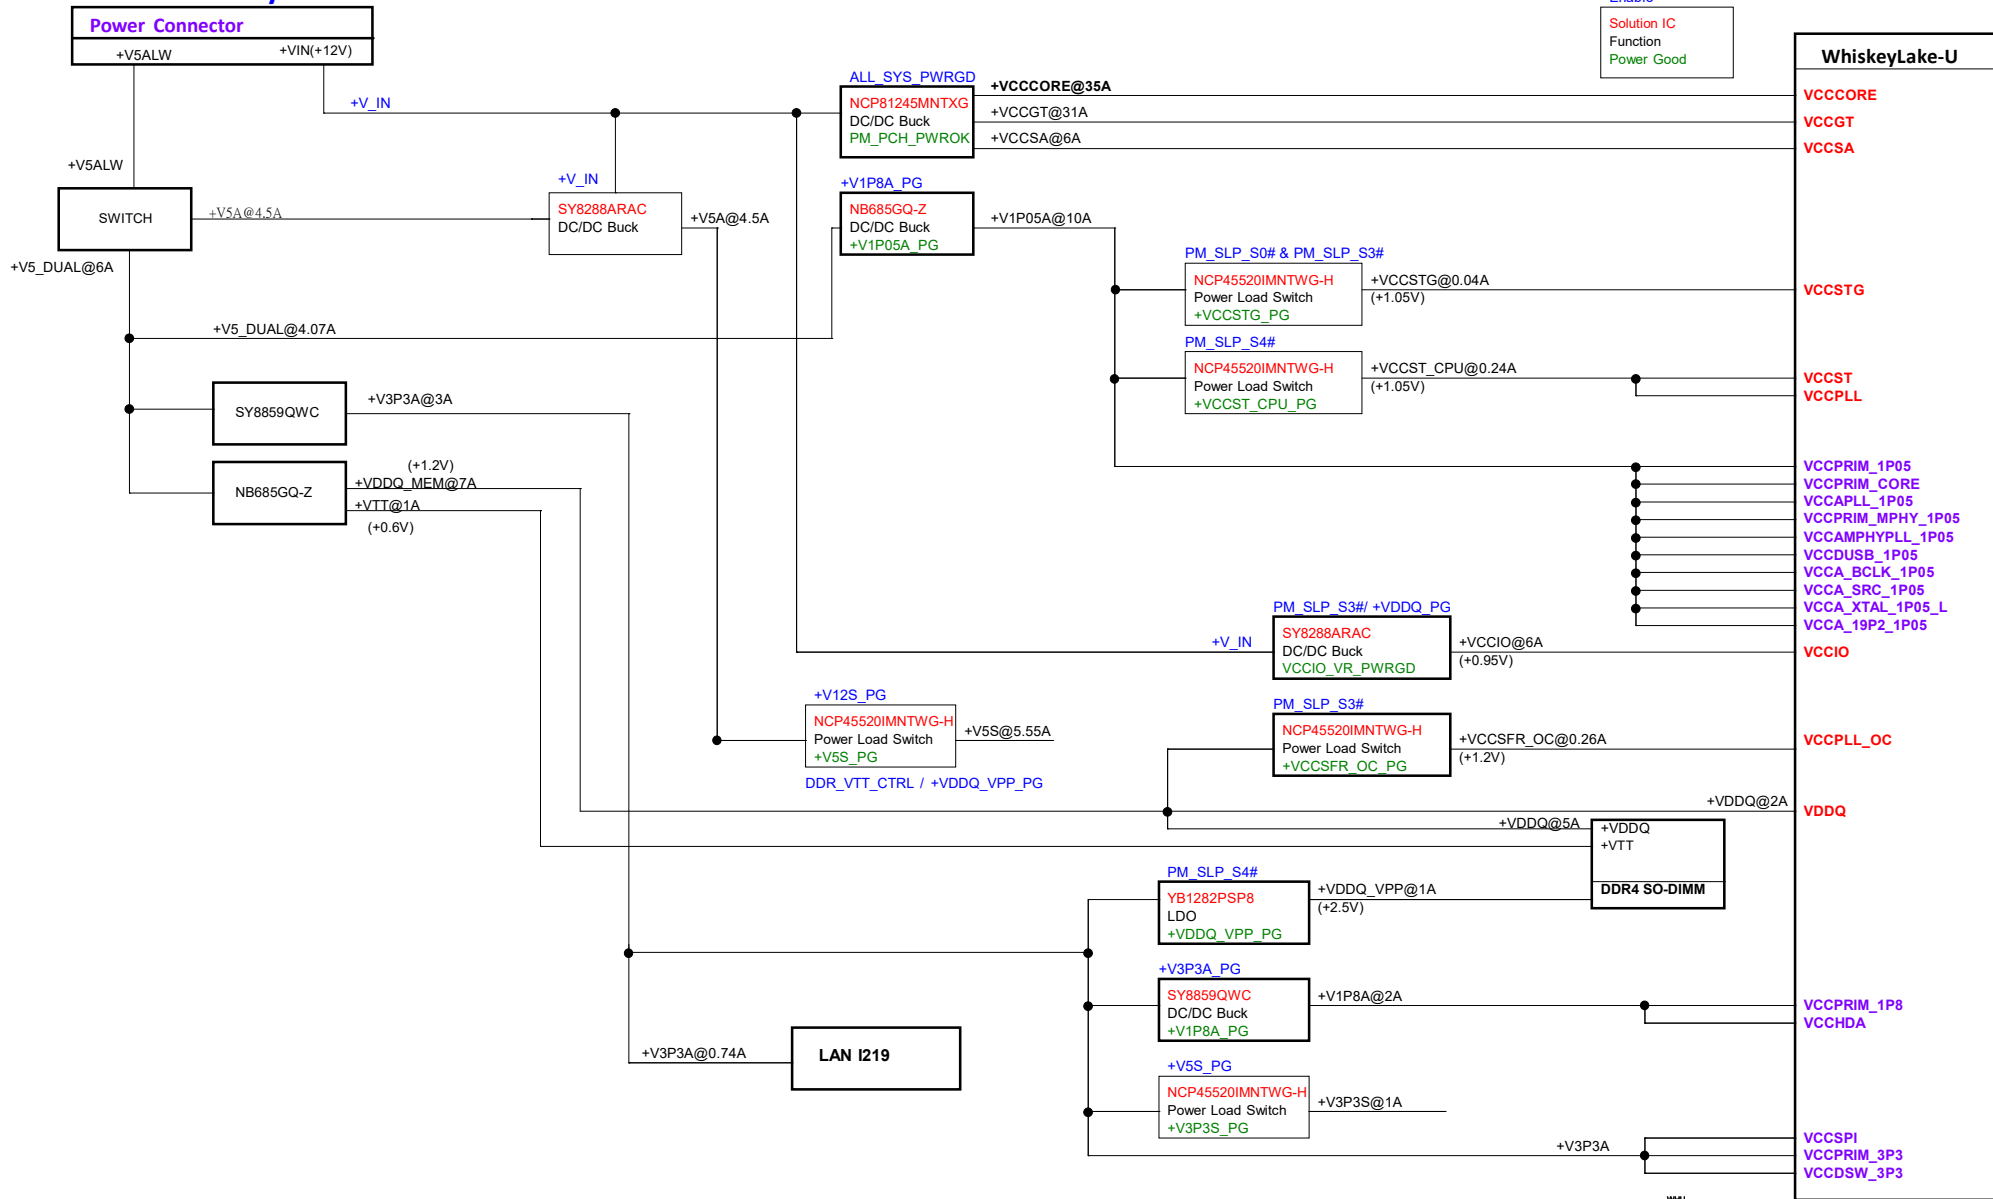 Power Connector
+V5ALW
+VIN(+12V)
Enable
Solution IC
Function
Power Good
WhiskeyLake-U
+V_IN
ALL_SYS_PWRGD
NCP81245MNTXG
DC/DC Buck
PM_PCH_PWROK
+VCCCORE@35A
+VCCGT@31A
+VCCSA@6A
VCCCORE
VCCGT
VCCSA
+V5ALW
SWITCH
+V5A@4.5A
+V5_DUAL@6A
+V_IN
SY8288ARAC
DC/DC Buck
+V5A@4.5A
+V1P8A_PG
NB685GQ-Z
DC/DC Buck
+V1P05A_PG
+V1P05A@10A
PM_SLP_S0# & PM_SLP_S3#
NCP45520IMNTWG-H
Power Load Switch
+VCCSTG_PG
+VCCSTG@0.04A
(+1.05V)
VCCSTG
+V5_DUAL@4.07A
PM_SLP_S4#
NCP45520IMNTWG-H
Power Load Switch
+VCCST_CPU_PG
+VCCST_CPU@0.24A
(+1.05V)
VCCST
VCCPLL
SY8859QWC
+V3P3A@3A
NB685GQ-Z
(+1.2V)
+VDDQ_MEM@7A
+VTT@1A
(+0.6V)
VCCPRIM_1P05
VCCPRIM_CORE
VCCAPLL_1P05
VCCPRIM_MPHY_1P05
VCCAMPHYPLL_1P05
VCCDUSB_1P05
VCCA_BCLK_1P05
VCCA_SRC_1P05
VCCA_XTAL_1P05_L
VCCA_19P2_1P05
+V_IN
PM_SLP_S3#/ +VDDQ_PG
SY8288ARAC
DC/DC Buck
VCCIO_VR_PWRGD
+VCCIO@6A
(+0.95V)
VCCIO
+V12S_PG
NCP45520IMNTWG-H
Power Load Switch
+V5S_PG
+V5S@5.55A
DDR_VTT_CTRL / +VDDQ_VPP_PG
PM_SLP_S3#
NCP45520IMNTWG-H
Power Load Switch
+VCCSFR_OC_PG
+VCCSFR_OC@0.26A
(+1.2V)
VCCPLL_OC
+VDDQ@2A
VDDQ
+VDDQ@5A
+VDDQ
+VTT
DDR4 SO-DIMM
PM_SLP_S4#
YB1282PSP8
LDO
+VDDQ_VPP_PG
+VDDQ_VPP@1A
(+2.5V)
+V3P3A_PG
SY8859QWC
DC/DC Buck
+V1P8A_PG
+V1P8A@2A
VCCPRIM_1P8
VCCHDA
+V3P3A@0.74A
LAN I219
+V5S_PG
NCP45520IMNTWG-H
Power Load Switch
+V3P3S_PG
+V3P3S@1A
+V3P3A
VCCSPI
VCCPRIM_3P3
VCCDSW_3P3